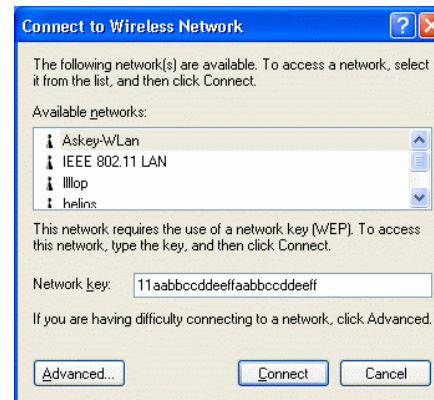 Connect to Wireless Network
The following network(s) are available. To access a network, select
it from the list, and then click Connect.
Available networks:
Askey-WLan
IEEE 802.11 LAN
llllop
helios
This network requires the use of a network key (WEP). To access
this network, type the key, and then click Connect.
Network key: 11aabbccddeeffaabbccddeeff
If you are having difficulty connecting to a network, click Advanced.
Advanced... Connect Cancel